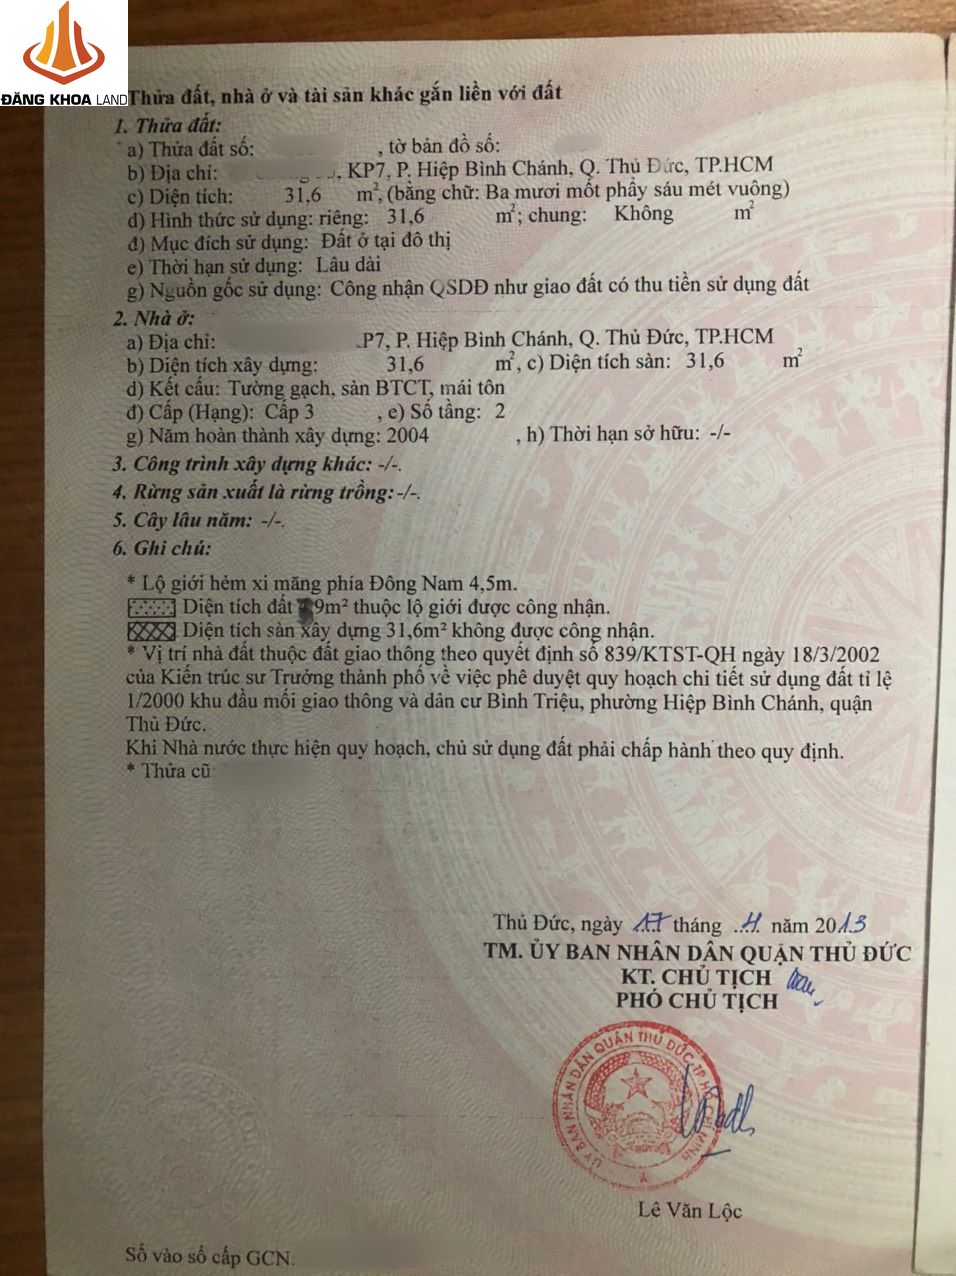 ĐĂNG KHOA LAND
Thửa đất, nhà ở và tài sản khác gắn liền với đất
1. Thửa đất:
a) Thửa đất số: , tờ bản đồ số:
b) Địa chỉ: , KP7, P. Hiệp Bình Chánh, Q. Thủ Đức, TP.HCM
c) Diện tích: 31,6 m², (bằng chữ: Ba mươi mốt phẩy sáu mét vuông)
d) Hình thức sử dụng: riêng: 31,6 m²; chung: Không m²
đ) Mục đích sử dụng: Đất ở tại đô thị
e) Thời hạn sử dụng: Lâu dài
g) Nguồn gốc sử dụng: Công nhận QSDĐ như giao đất có thu tiền sử dụng đất
2. Nhà ở:
a) Địa chỉ: P7, P. Hiệp Bình Chánh, Q. Thủ Đức, TP.HCM
b) Diện tích xây dựng: 31,6 m², c) Diện tích sàn: 31,6 m²
d) Kết cấu: Tường gạch, sàn BTCT, mái tôn
đ) Cấp (Hạng): Cấp 3 , e) Số tầng: 2
g) Năm hoàn thành xây dựng: 2004 , h) Thời hạn sở hữu: -/-
3. Công trình xây dựng khác: -/-.
4. Rừng sản xuất là rừng trồng: -/-.
5. Cây lâu năm: -/-.
6. Ghi chú:
* Lộ giới hẻm xi măng phía Đông Nam 4,5m.
Diện tích đất 9m² thuộc lộ giới được công nhận.
Diện tích sàn xây dựng 31,6m² không được công nhận.
* Vị trí nhà đất thuộc đất giao thông theo quyết định số 839/KTST-QH ngày 18/3/2002
của Kiến trúc sư Trưởng thành phố về việc phê duyệt quy hoạch chi tiết sử dụng đất tỉ lệ
1/2000 khu đầu mối giao thông và dân cư Bình Triệu, phường Hiệp Bình Chánh, quận
Thủ Đức.
Khi Nhà nước thực hiện quy hoạch, chủ sử dụng đất phải chấp hành theo quy định.
* Thửa cũ
Thủ Đức, ngày 17 tháng 4 năm 2013
TM. ỦY BAN NHÂN DÂN QUẬN THỦ ĐỨC
KT. CHỦ TỊCH
PHÓ CHỦ TỊCH
ỦY BAN NHÂN DÂN QUẬN THỦ ĐỨC, TP. HỒ CHÍ MINH
Lê Văn Lộc
Số vào sổ cấp GCN.